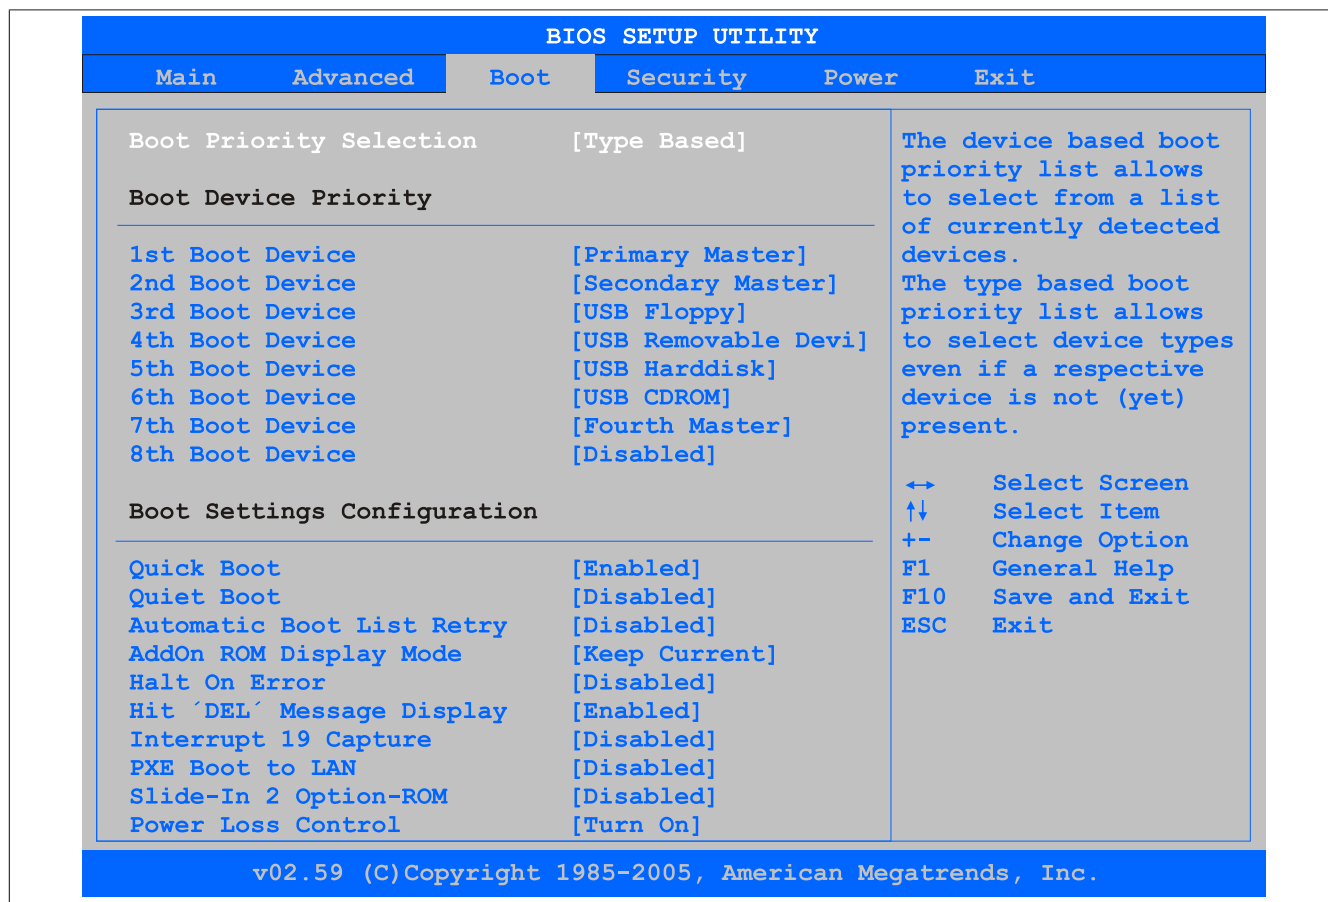 BIOS SETUP UTILITY
Main Advanced Boot Security Power Exit
Boot Priority Selection [Type Based]
Boot Device Priority
1st Boot Device [Primary Master]
2nd Boot Device [Secondary Master]
3rd Boot Device [USB Floppy]
4th Boot Device [USB Removable Devi]
5th Boot Device [USB Harddisk]
6th Boot Device [USB CDROM]
7th Boot Device [Fourth Master]
8th Boot Device [Disabled]
Boot Settings Configuration
Quick Boot [Enabled]
Quiet Boot [Disabled]
Automatic Boot List Retry [Disabled]
AddOn ROM Display Mode [Keep Current]
Halt On Error [Disabled]
Hit ´DEL´ Message Display [Enabled]
Interrupt 19 Capture [Disabled]
PXE Boot to LAN [Disabled]
Slide-In 2 Option-ROM [Disabled]
Power Loss Control [Turn On]
The device based boot
priority list allows
to select from a list
of currently detected
devices.
The type based boot
priority list allows
to select device types
even if a respective
device is not (yet)
present.
↔ Select Screen
↑↓ Select Item
+- Change Option
F1 General Help
F10 Save and Exit
ESC Exit
v02.59 (C)Copyright 1985-2005, American Megatrends, Inc.